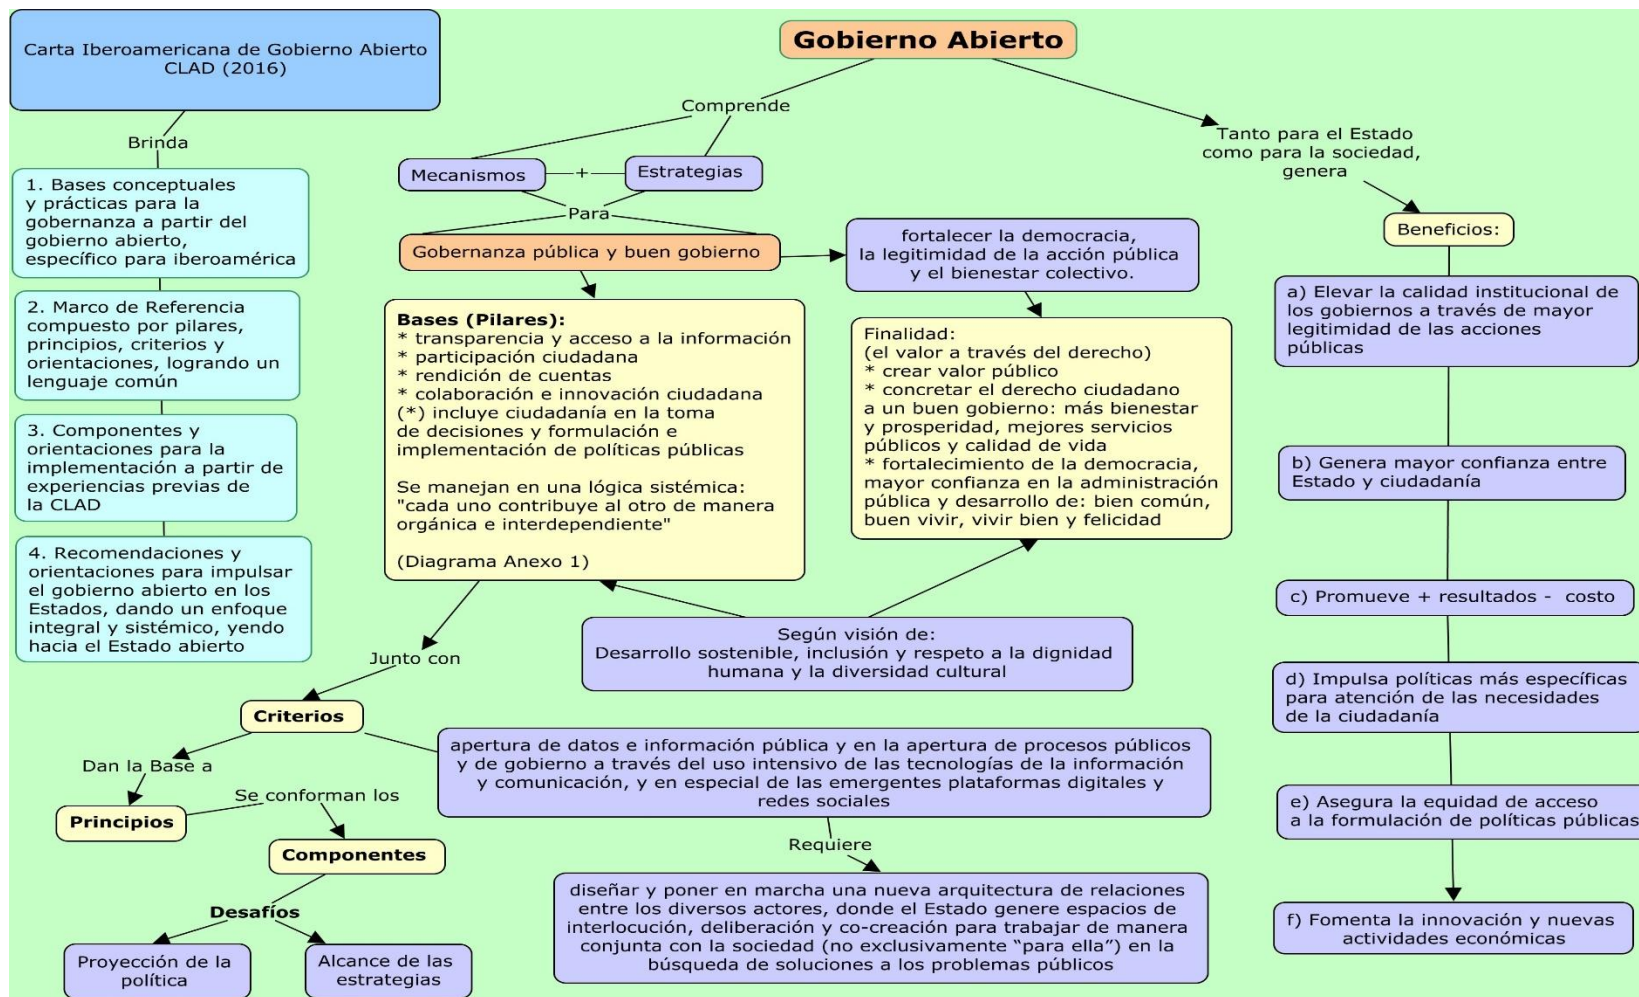 Carta Iberoamericana de Gobierno Abierto
CLAD (2016)
Brinda
1. Bases conceptuales
y prácticas para la
gobernanza a partir del
gobierno abierto,
específico para iberoamérica
2. Marco de Referencia
compuesto por pilares,
principios, criterios y
orientaciones, logrando un
lenguaje común
3. Componentes y
orientaciones para la
implementación a partir de
experiencias previas de
la CLAD
4. Recomendaciones y
orientaciones para impulsar
el gobierno abierto en los
Estados, dando un enfoque
integral y sistémico, yendo
hacia el Estado abierto
Gobierno Abierto
Comprende
Mecanismos
+
Estrategias
Para
Gobernanza pública y buen gobierno
fortalecer la democracia,
la legitimidad de la acción pública
y el bienestar colectivo.
Bases (Pilares):
* transparencia y acceso a la información
* participación ciudadana
* rendición de cuentas
* colaboración e innovación ciudadana
(*) incluye ciudadanía en la toma
de decisiones y formulación e
implementación de políticas públicas
Se manejan en una lógica sistémica:
"cada uno contribuye al otro de manera
orgánica e interdependiente"
(Diagrama Anexo 1)
Finalidad:
(el valor a través del derecho)
* crear valor público
* concretar el derecho ciudadano
a un buen gobierno: más bienestar
y prosperidad, mejores servicios
públicos y calidad de vida
* fortalecimiento de la democracia,
mayor confianza en la administración
pública y desarrollo de: bien común,
buen vivir, vivir bien y felicidad
Según visión de:
Desarrollo sostenible, inclusión y respeto a la dignidad
humana y la diversidad cultural
Junto con
Criterios
apertura de datos e información pública y en la apertura de procesos públicos
y de gobierno a través del uso intensivo de las tecnologías de la información
y comunicación, y en especial de las emergentes plataformas digitales y
redes sociales
Requiere
diseñar y poner en marcha una nueva arquitectura de relaciones
entre los diversos actores, donde el Estado genere espacios de
interlocución, deliberación y co-creación para trabajar de manera
conjunta con la sociedad (no exclusivamente “para ella”) en la
búsqueda de soluciones a los problemas públicos
Dan la Base a
Principios
Se conforman los
Componentes
Desafíos
Proyección de la
política
Alcance de las
estrategias
Tanto para el Estado
como para la sociedad,
genera
Beneficios:
a) Elevar la calidad institucional de
los gobiernos a través de mayor
legitimidad de las acciones
públicas
b) Genera mayor confianza entre
Estado y ciudadanía
c) Promueve + resultados - costo
d) Impulsa políticas más específicas
para atención de las necesidades
de la ciudadanía
e) Asegura la equidad de acceso
a la formulación de políticas públicas
f) Fomenta la innovación y nuevas
actividades económicas